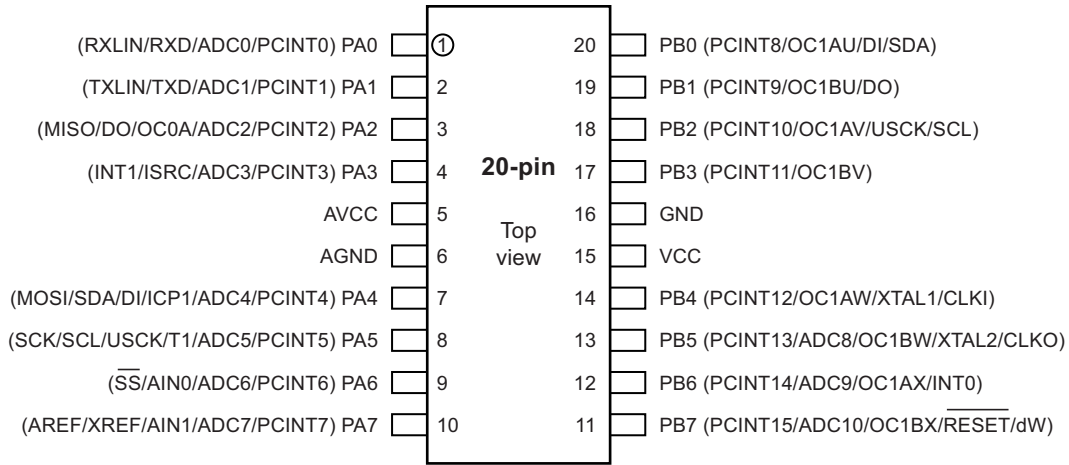 (RXLIN/RXD/ADC0/PCINT0) PA0 1 20 PB0 (PCINT8/OC1AU/DI/SDA)
(TXLIN/TXD/ADC1/PCINT1) PA1 2 19 PB1 (PCINT9/OC1BU/DO)
(MISO/DO/OC0A/ADC2/PCINT2) PA2 3 18 PB2 (PCINT10/OC1AV/USCK/SCL)
(INT1/ISRC/ADC3/PCINT3) PA3 4 20-pin 17 PB3 (PCINT11/OC1BV)
AVCC 5 16 GND
Top
AGND 6 view 15 VCC
(MOSI/SDA/DI/ICP1/ADC4/PCINT4) PA4 7 14 PB4 (PCINT12/OC1AW/XTAL1/CLKI)
(SCK/SCL/USCK/T1/ADC5/PCINT5) PA5 8 13 PB5 (PCINT13/ADC8/OC1BW/XTAL2/CLKO)
(SS/AIN0/ADC6/PCINT6) PA6 9 12 PB6 (PCINT14/ADC9/OC1AX/INT0)
(AREF/XREF/AIN1/ADC7/PCINT7) PA7 10 11 PB7 (PCINT15/ADC10/OC1BX/RESET/dW)